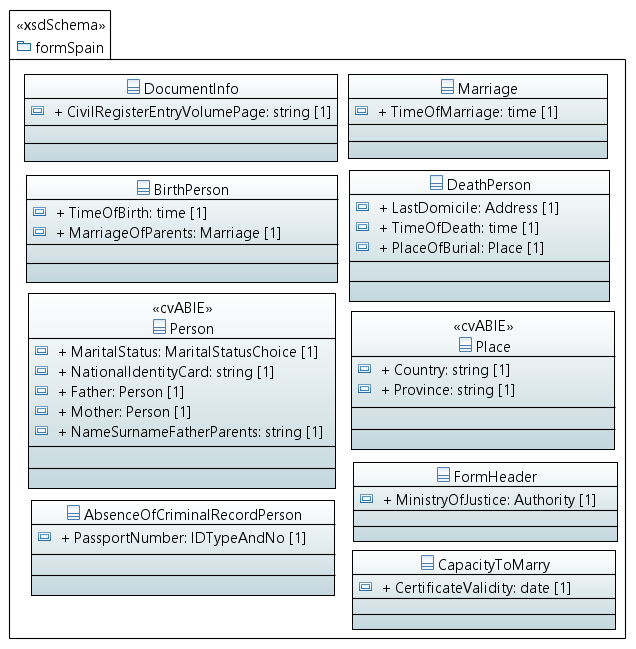 «xsdSchema»
formSpain
DocumentInfo
+ CivilRegisterEntryVolumePage: string [1]
Marriage
+ TimeOfMarriage: time [1]
BirthPerson
+ TimeOfBirth: time [1]
+ MarriageOfParents: Marriage [1]
DeathPerson
+ LastDomicile: Address [1]
+ TimeOfDeath: time [1]
+ PlaceOfBurial: Place [1]
«cvABIE»
Person
+ MaritalStatus: MaritalStatusChoice [1]
+ NationalIdentityCard: string [1]
+ Father: Person [1]
+ Mother: Person [1]
+ NameSurnameFatherParents: string [1]
«cvABIE»
Place
+ Country: string [1]
+ Province: string [1]
FormHeader
+ MinistryOfJustice: Authority [1]
AbsenceOfCriminalRecordPerson
+ PassportNumber: IDTypeAndNo [1]
CapacityToMarry
+ CertificateValidity: date [1]